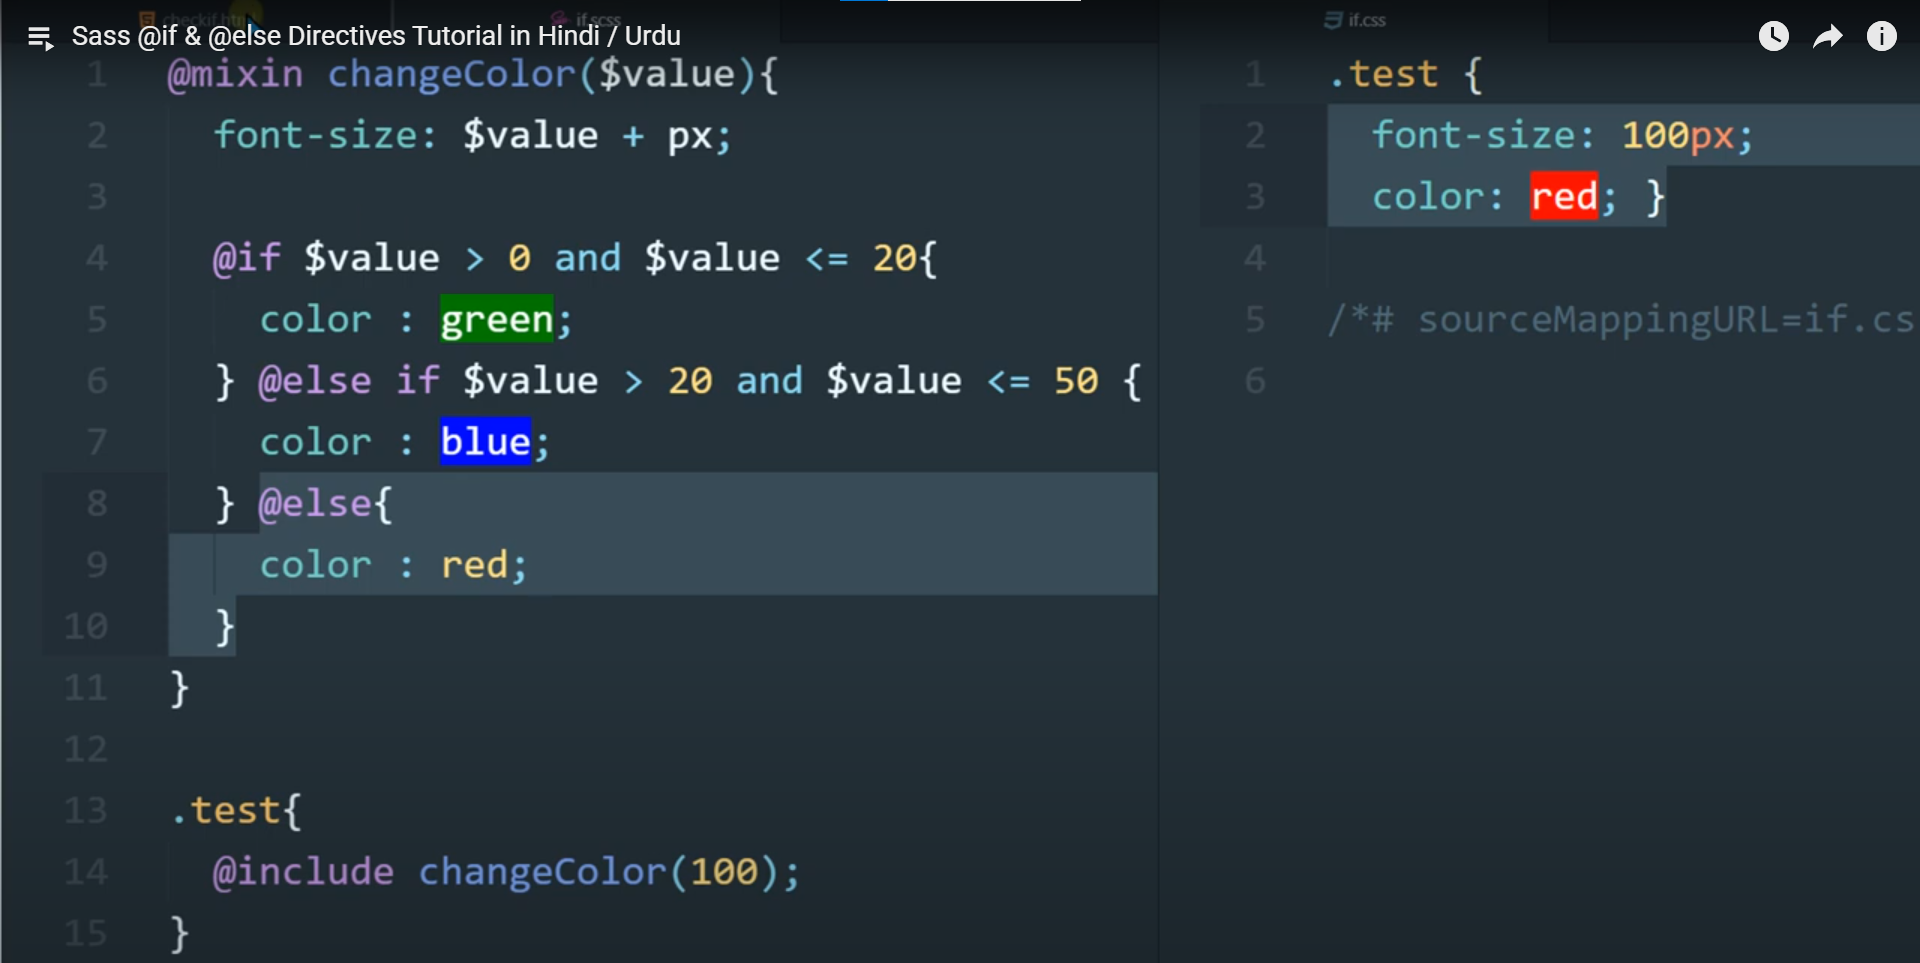 checkif.html
if.scss
if.css
Sass @if & @else Directives Tutorial in Hindi / Urdu
1 @mixin changeColor($value){
2 font-size: $value + px;
3
4 @if $value > 0 and $value <= 20{
5 color : green;
6 } @else if $value > 20 and $value <= 50 {
7 color : blue;
8 } @else{
9 color : red;
10 }
11 }
12
13 .test{
14 @include changeColor(100);
15 }
1 .test {
2 font-size: 100px;
3 color: red; }
4
5 /*# sourceMappingURL=if.cs
6